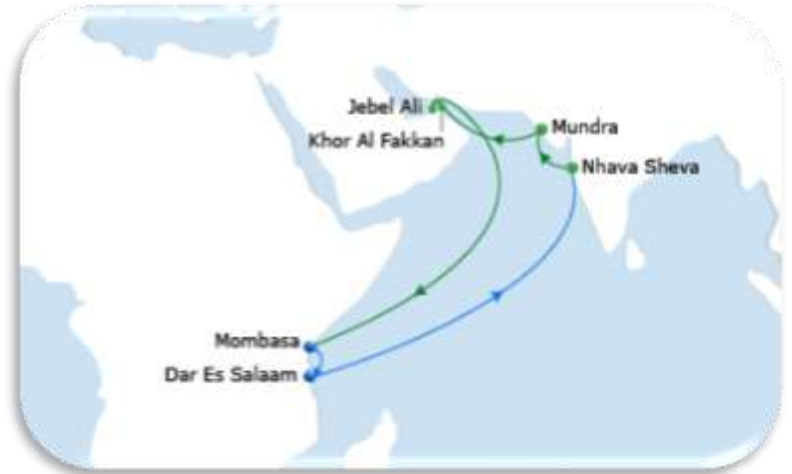 Jebel Ali
Mundra
Khor Al Fakkan
Nhava Sheva
Mombasa
Dar Es Salaam